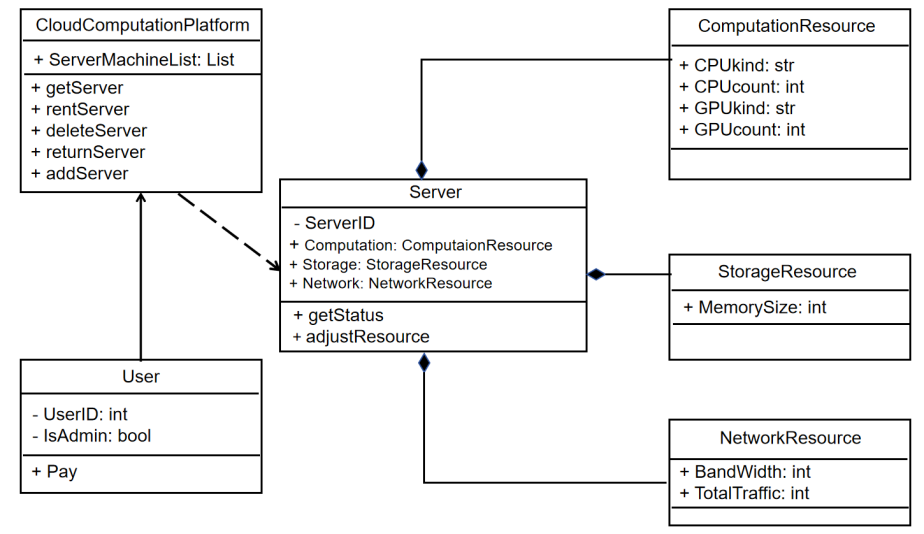 CloudComputationPlatform
+ ServerMachineList: List
+ getServer
+ rentServer
+ deleteServer
+ returnServer
+ addServer
ComputationResource
+ CPUkind: str
+ CPUcount: int
+ GPUkind: str
+ GPUcount: int
Server
- ServerID
+ Computation: ComputaionResource
+ Storage: StorageResource
+ Network: NetworkResource
+ getStatus
+ adjustResource
StorageResource
+ MemorySize: int
User
- UserID: int
- IsAdmin: bool
+ Pay
NetworkResource
+ BandWidth: int
+ TotalTraffic: int